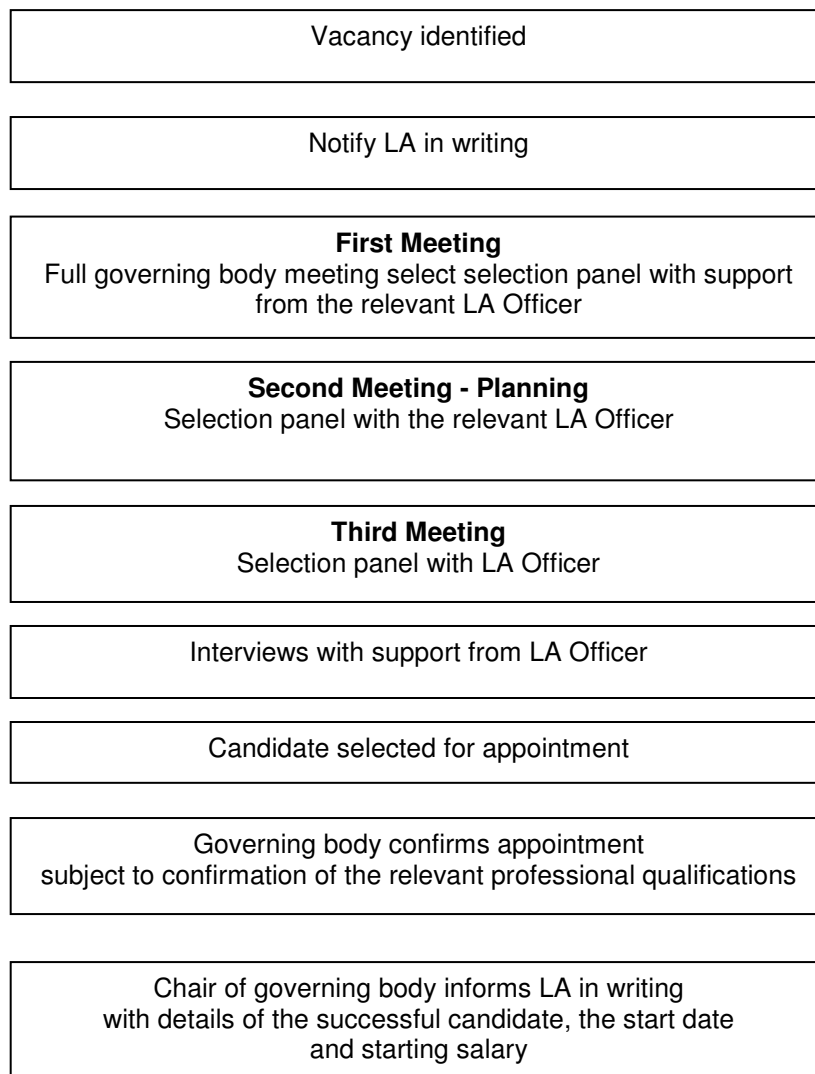 Vacancy identified
Notify LA in writing
First Meeting
Full governing body meeting select selection panel with support
from the relevant LA Officer
Second Meeting - Planning
Selection panel with the relevant LA Officer
Third Meeting
Selection panel with LA Officer
Interviews with support from LA Officer
Candidate selected for appointment
Governing body confirms appointment
subject to confirmation of the relevant professional qualifications
Chair of governing body informs LA in writing
with details of the successful candidate, the start date
and starting salary